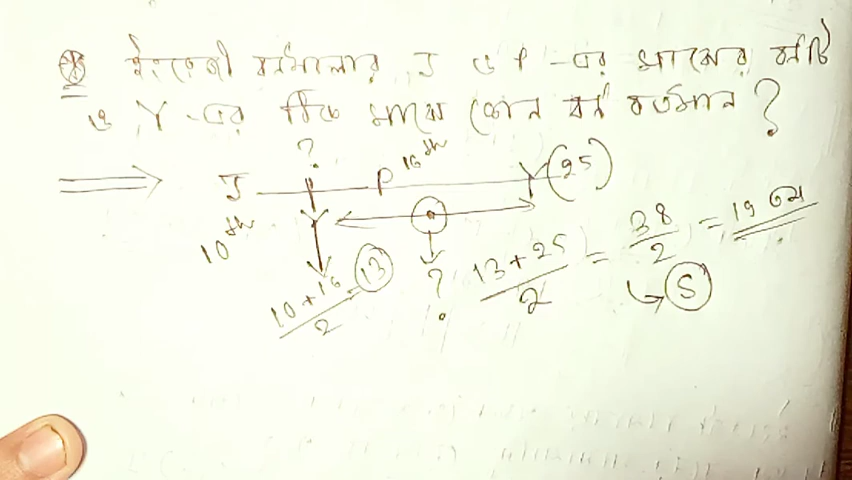 ইংরেজী বর্ণমালার J ও P-এর মাঝের বর্ণটি
ও Y-এর ঠিক মাঝে কোন বর্ণ বর্তমান ?
?
J P 16th Y (25)
10th
10+16/2 13 ? 13+25/2 = 38/2 = 19 তম
S